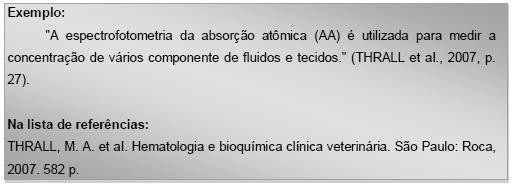 Exemplo:
"A espectrofotometria da absorção atômica (AA) é utilizada para medir a
concentração de vários componente de fluidos e tecidos." (THRALL et al., 2007, p.
27).
Na lista de referências:
THRALL, M. A. et al. Hematologia e bioquímica clínica veterinária. São Paulo: Roca,
2007. 582 p.